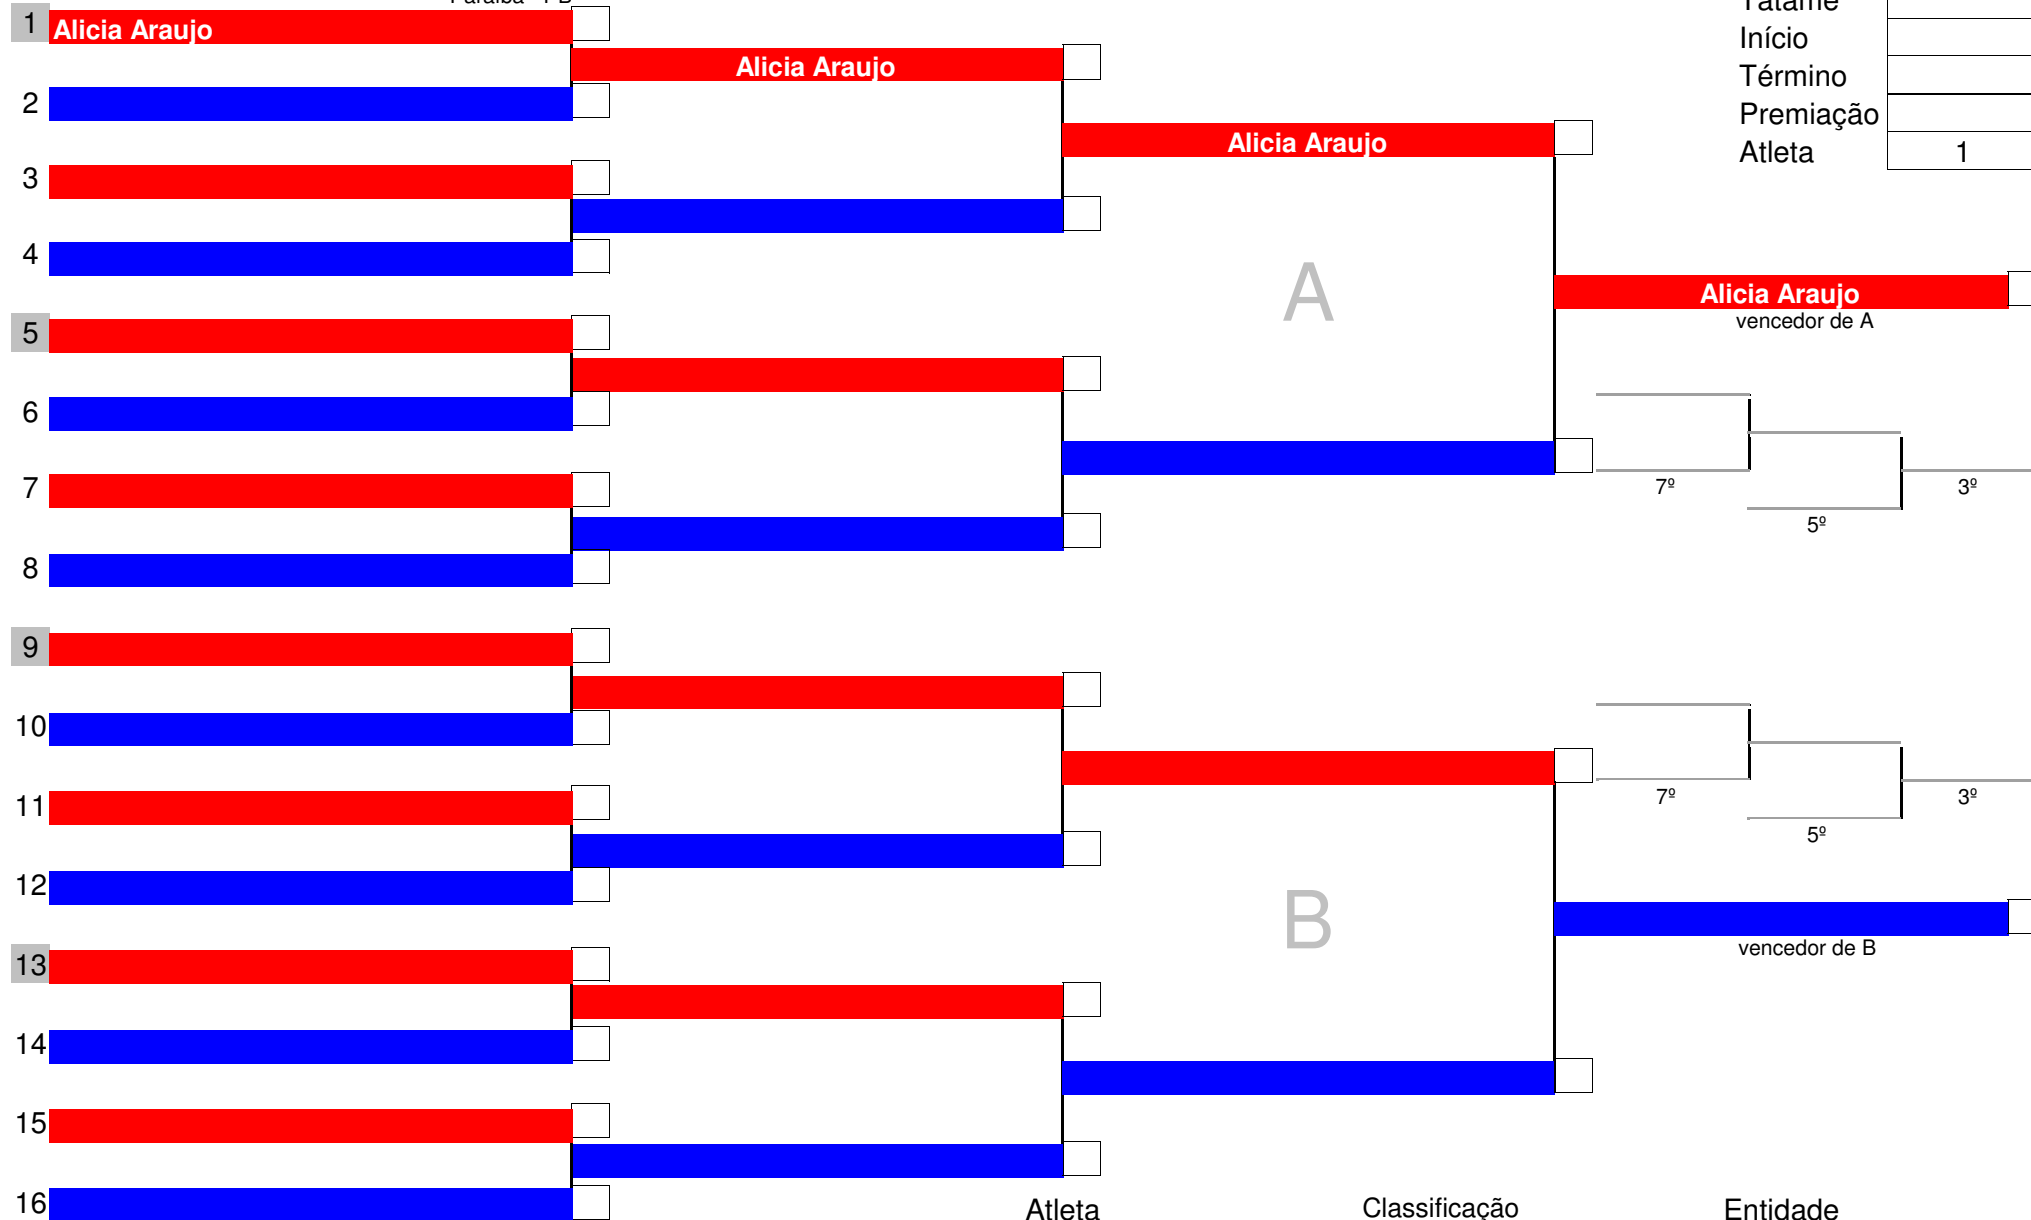 Paraíba - PB
1 Alicia Araujo
Alicia Araujo
2
Alicia Araujo
3
4
Alicia Araujo
vencedor de A
5
6
7
8
9
10
11
12
13
14
15
16
A
B
Tatame
Início
Término
Premiação
Atleta 1
7º
3º
5º
7º
3º
5º
vencedor de B
Atleta Classificação Entidade